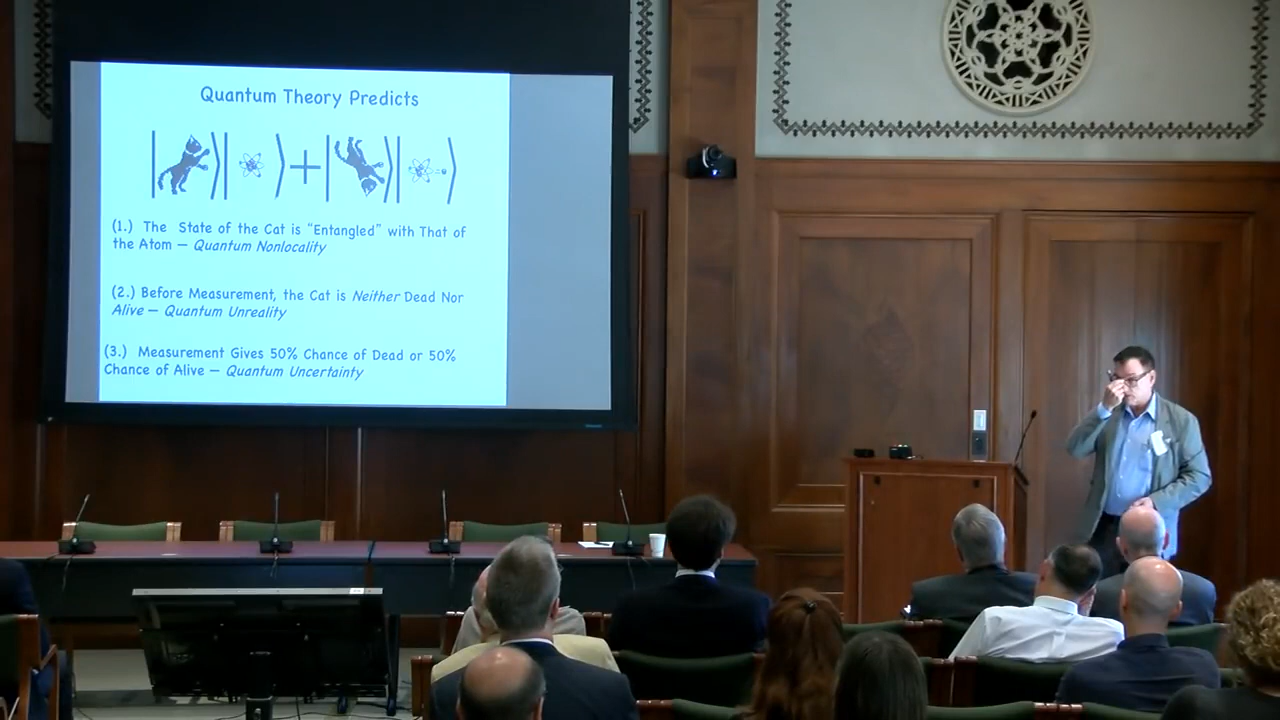 Quantum Theory Predicts
(1.) The State of the Cat is “Entangled” with That of
the Atom — Quantum Nonlocality
(2.) Before Measurement, the Cat is Neither Dead Nor
Alive — Quantum Unreality
(3.) Measurement Gives 50% Chance of Dead or 50%
Chance of Alive — Quantum Uncertainty